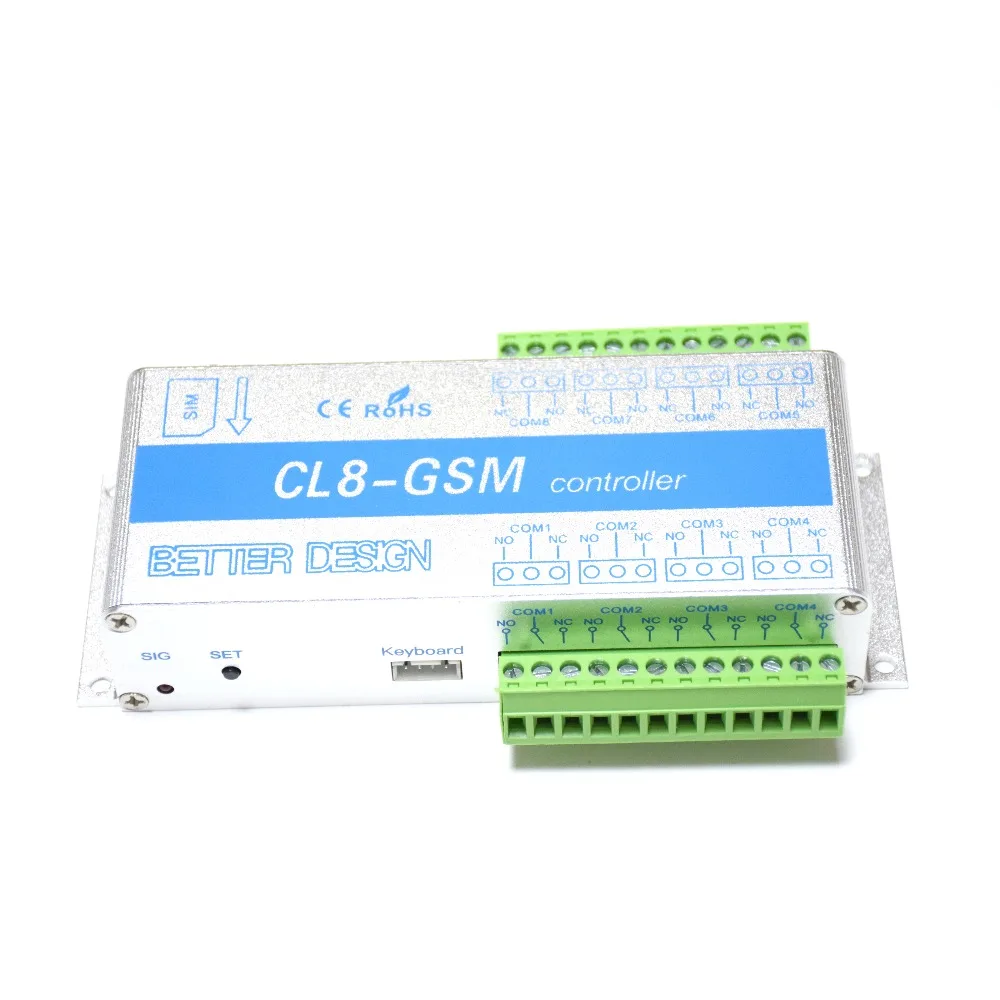 SIM
CE RoHS
NC NO NC NO NC NO NC NO
COM8 COM7 COM6 COM5
CL8-GSM controller
BETTER DESIGN
COM1 COM2 COM3 COM4
NO NC NO NC NO NC NO NC
COM1 COM2 COM3 COM4
NO NC NO NC NO NC NO NC
SIG SET Keyboard